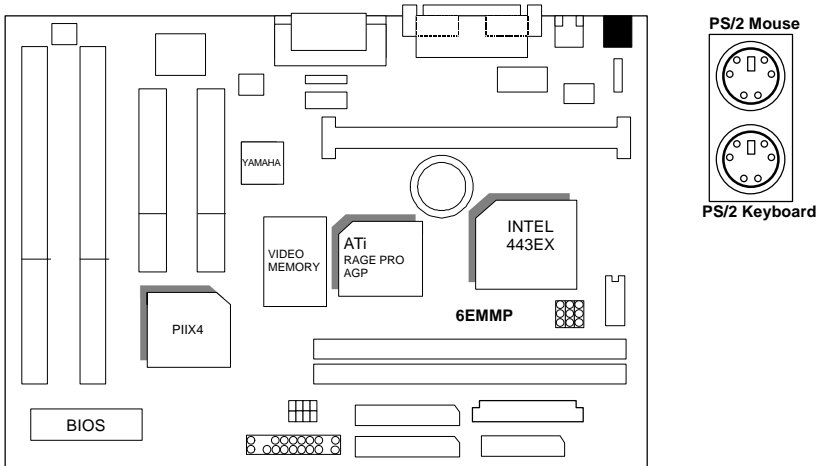 PS/2 Mouse
PS/2 Keyboard
YAMAHA
VIDEO
MEMORY
ATi
RAGE PRO
AGP
INTEL
443EX
6EMMP
PIIX4
BIOS